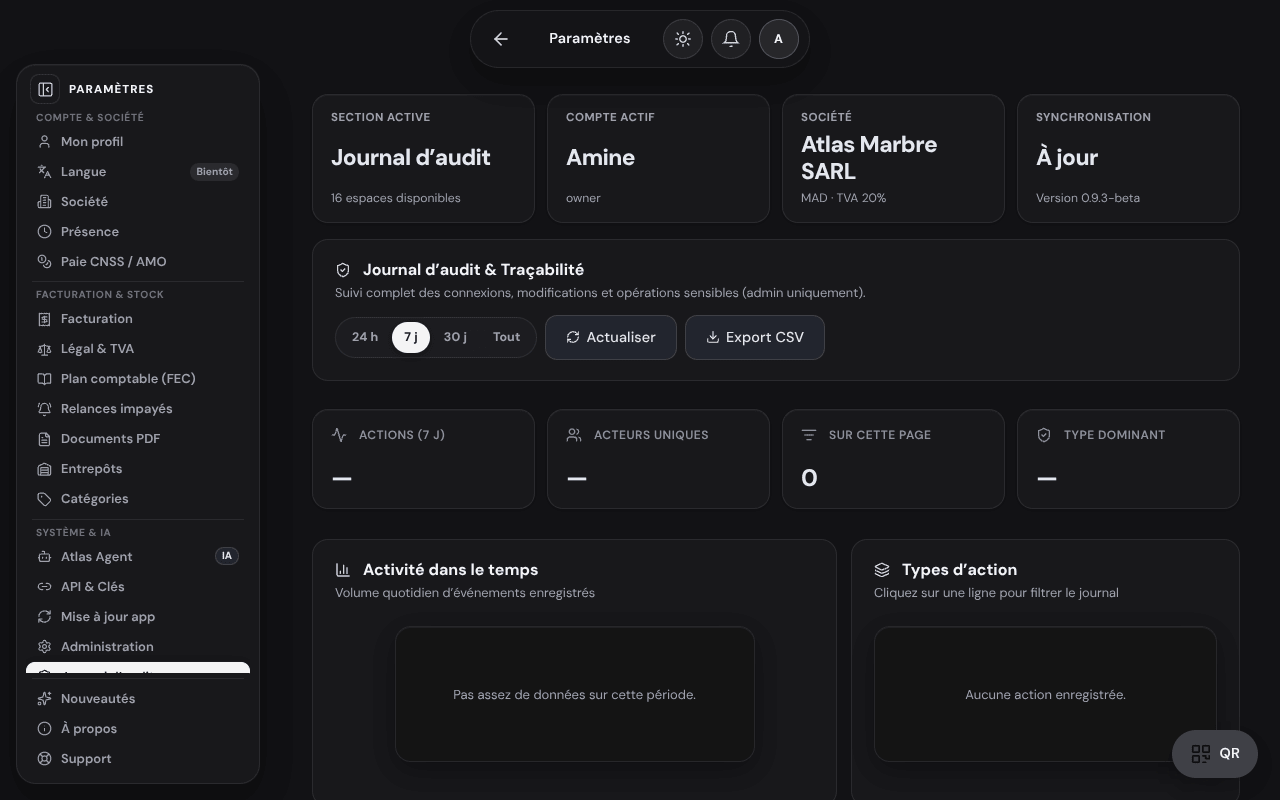 Paramètres
A
PARAMÈTRES
COMPTE & SOCIÉTÉ
Mon profil
Langue
Bientôt
Société
Présence
Paie CNSS / AMO
FACTURATION & STOCK
Facturation
Légal & TVA
Plan comptable (FEC)
Relances impayés
Documents PDF
Entrepôts
Catégories
SYSTÈME & IA
Atlas Agent
IA
API & Clés
Mise à jour app
Administration
Nouveautés
À propos
Support
SECTION ACTIVE
Journal d’audit
16 espaces disponibles
COMPTE ACTIF
Amine
owner
SOCIÉTÉ
Atlas Marbre
SARL
MAD · TVA 20%
SYNCHRONISATION
À jour
Version 0.9.3-beta
Journal d’audit & Traçabilité
Suivi complet des connexions, modifications et opérations sensibles (admin uniquement).
24 h
7 j
30 j
Tout
Actualiser
Export CSV
ACTIONS (7 J)
—
ACTEURS UNIQUES
—
SUR CETTE PAGE
0
TYPE DOMINANT
—
Activité dans le temps
Volume quotidien d’événements enregistrés
Pas assez de données sur cette période.
Types d’action
Cliquez sur une ligne pour filtrer le journal
Aucune action enregistrée.
QR